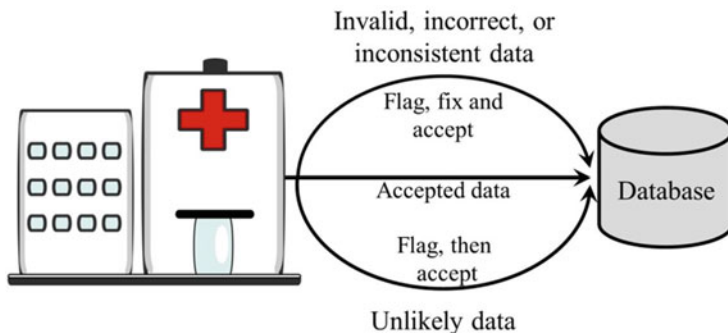 Invalid, incorrect, or
inconsistent data
Flag, fix and
accept
Accepted data
Database
Flag, then
accept
Unlikely data